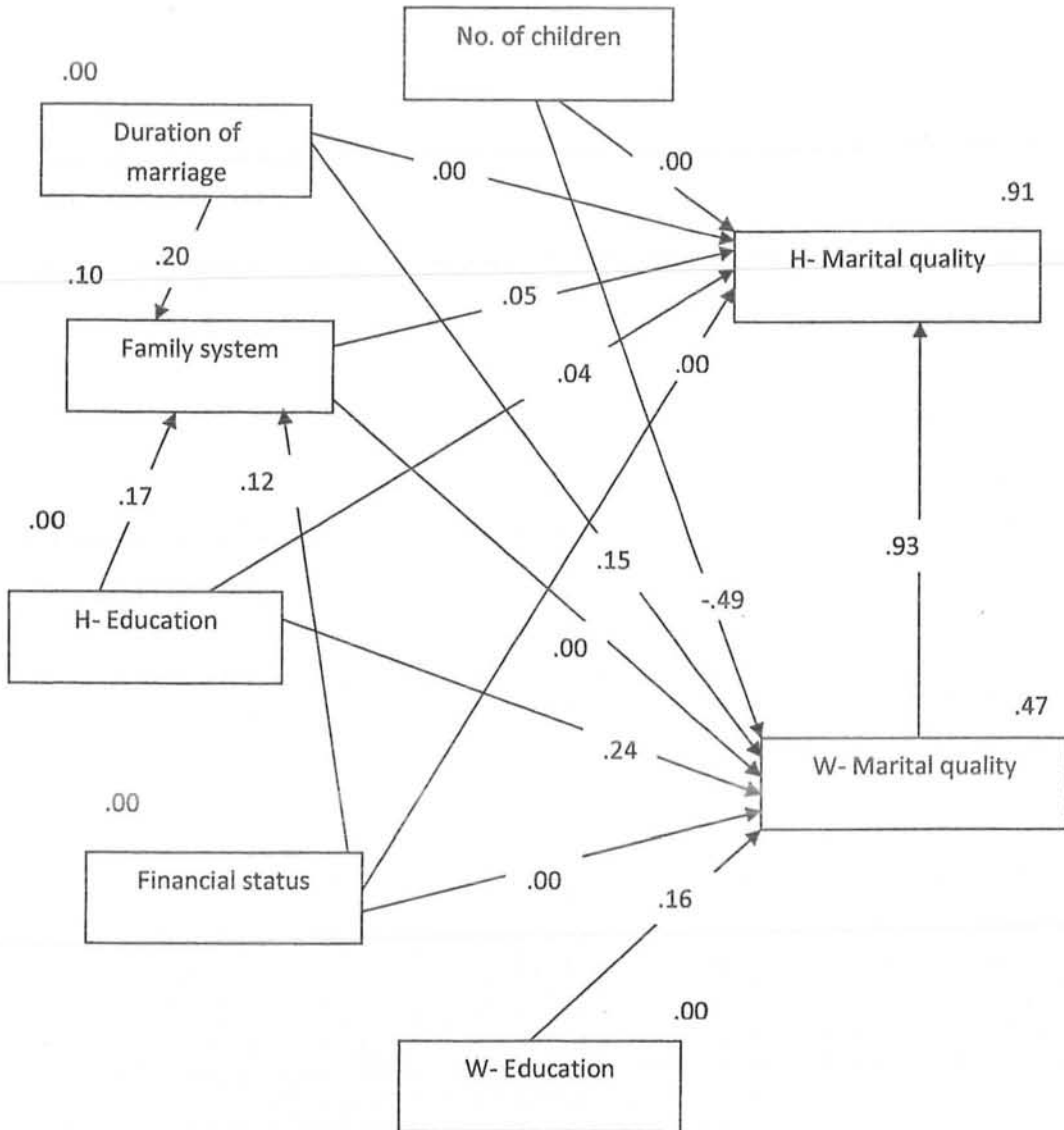 No. of children
.00
Duration of
marriage
.00
.00
.91
H- Marital quality
.20
.10
.05
Family system
.04
.00
.12
.17
.00
.15
.93
-.49
H- Education
.00
.47
.24
W- Marital quality
.00
Financial status
.00
.16
.00
W- Education